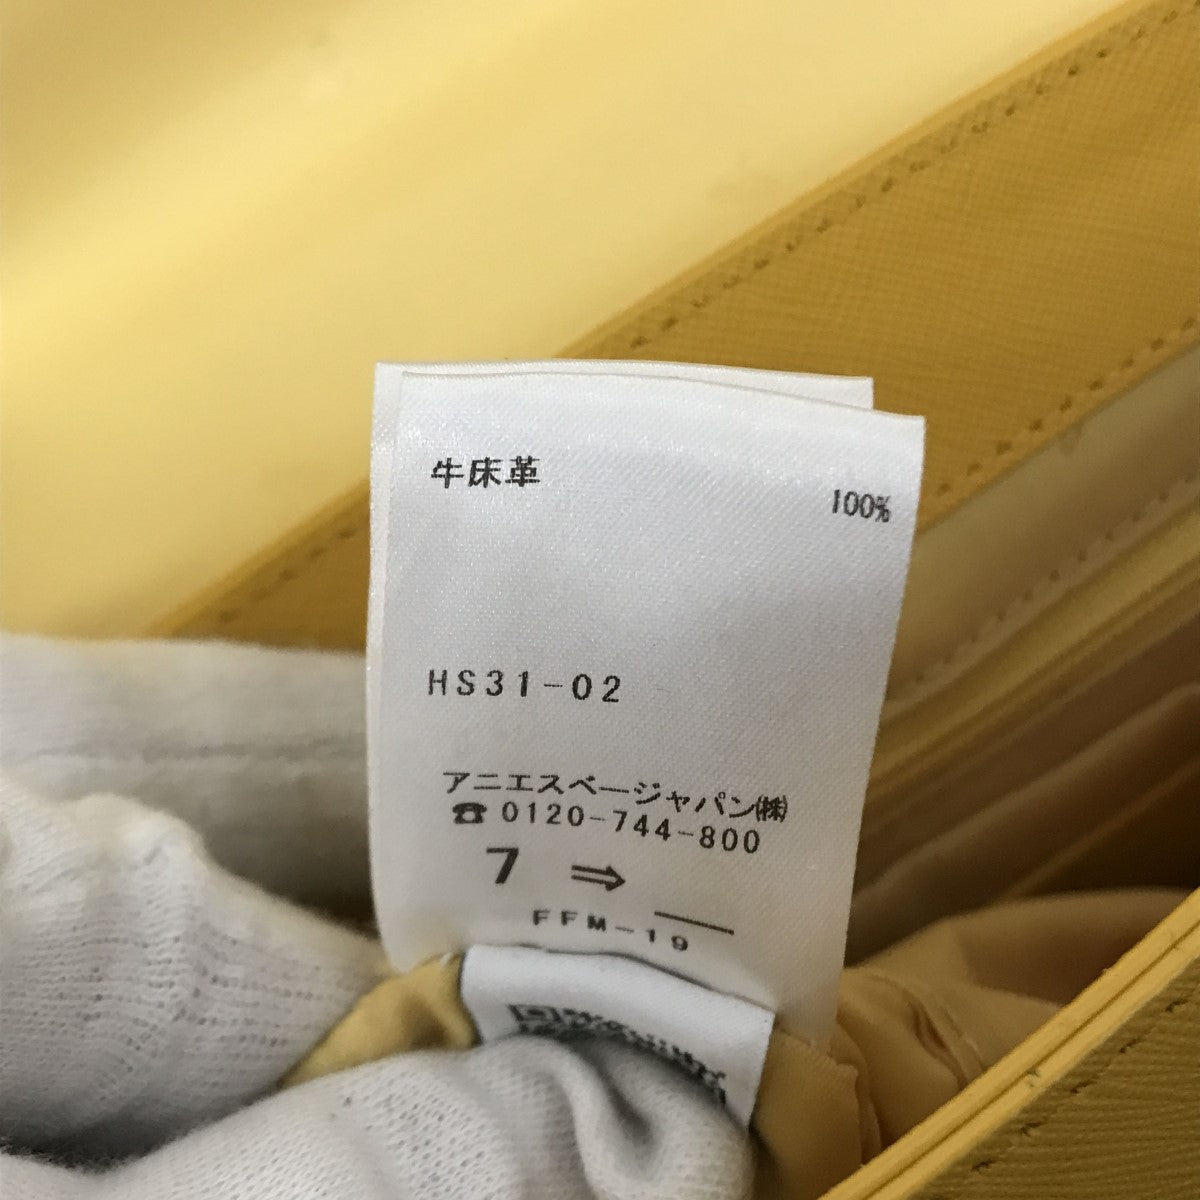 牛床革
100%
HS31-02
アニエスベージャパン㈱
☎ 0120-744-800
7 ⇒
FFM-19